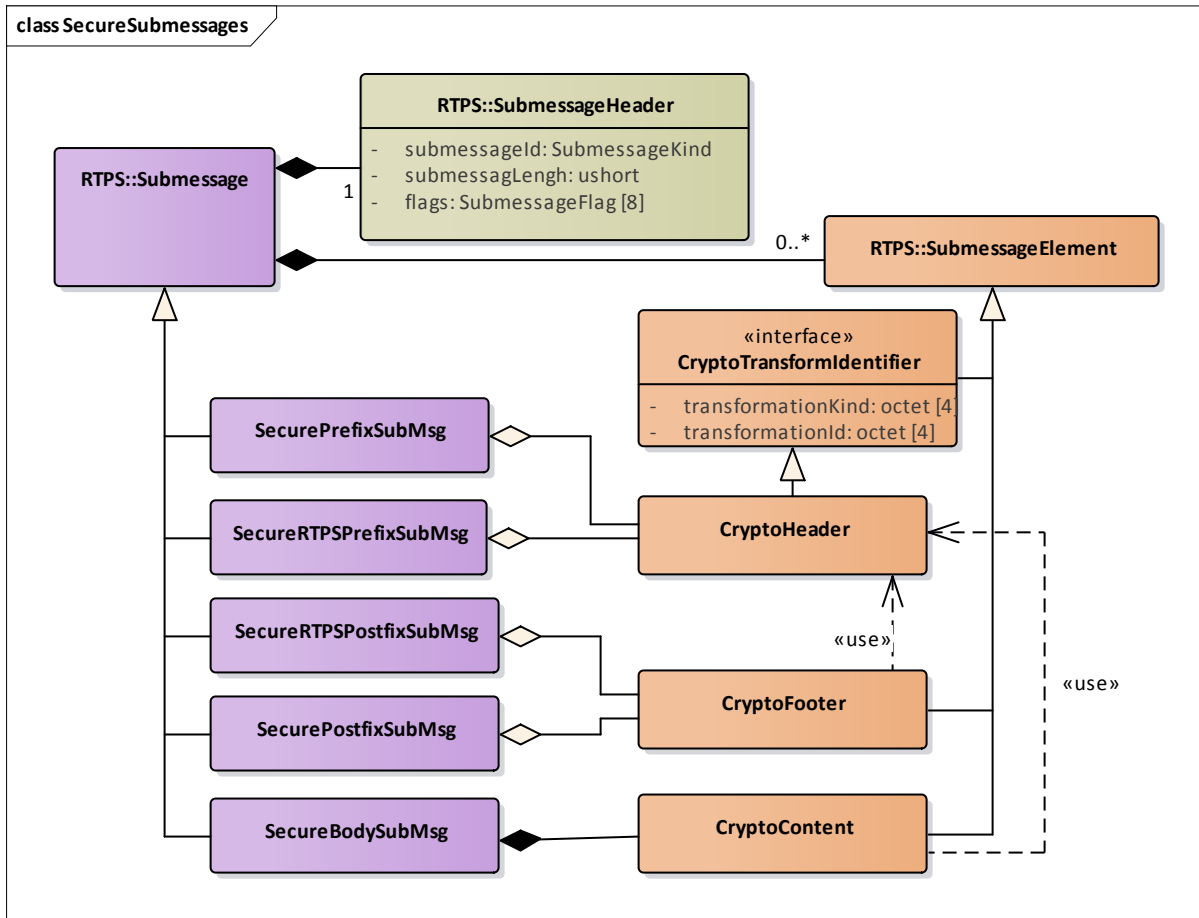 class SecureSubmessages
RTPS::SubmessageHeader
- submessageId: SubmessageKind
- submessagLengh: ushort
- flags: SubmessageFlag [8]
RTPS::Submessage
1
0..*
RTPS::SubmessageElement
«interface»
CryptoTransformIdentifier
- transformationKind: octet [4]
- transformationId: octet [4]
SecurePrefixSubMsg
SecureRTPSPrefixSubMsg
CryptoHeader
SecureRTPSPostfixSubMsg
«use»
«use»
SecurePostfixSubMsg
CryptoFooter
SecureBodySubMsg
CryptoContent